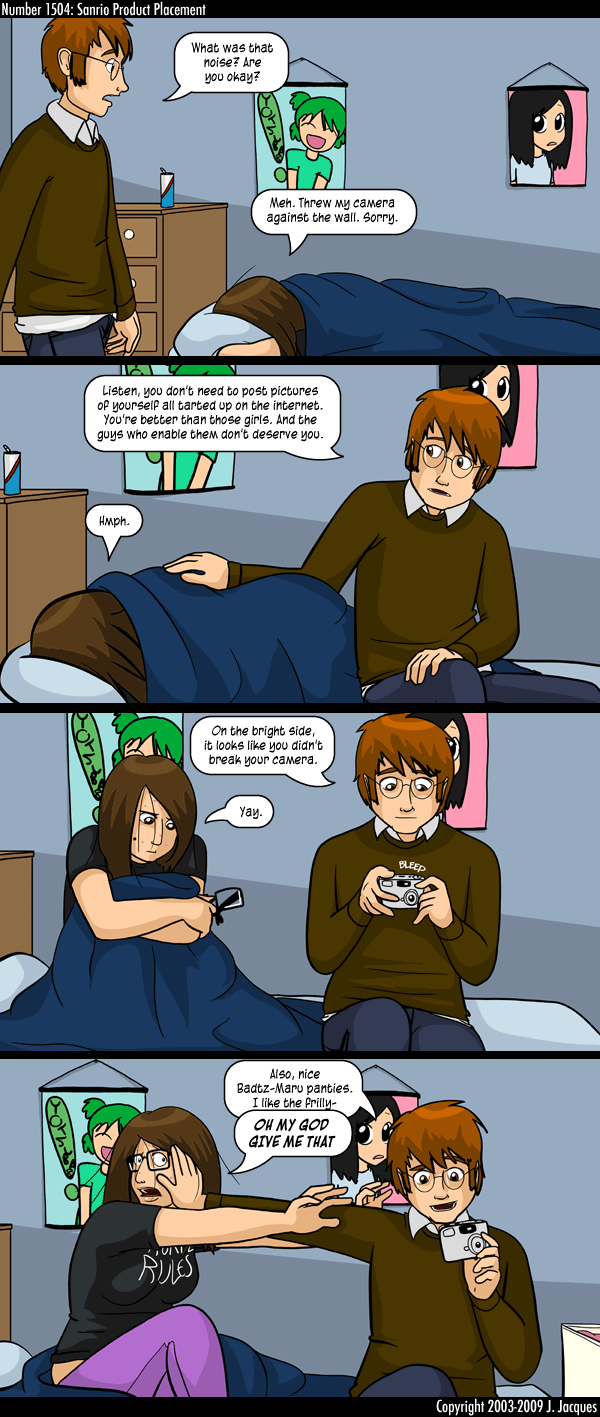 Number 1504: Sanrio Product Placement
What was that
noise? Are
you okay?
YOTSUB
Meh. Threw my camera
against the wall. Sorry.
Listen, you don't need to post pictures
of yourself all tarted up on the internet.
You're better than those girls. And the
guys who enable them don't deserve you.
Hmph.
On the bright side,
it looks like you didn't
break your camera.
Yay.
BLEEP
Also, nice
Badtz-Maru panties.
I like the frilly-
OH MY GOD
GIVE ME THAT
RULES
Copyright 2003-2009 J. Jacques